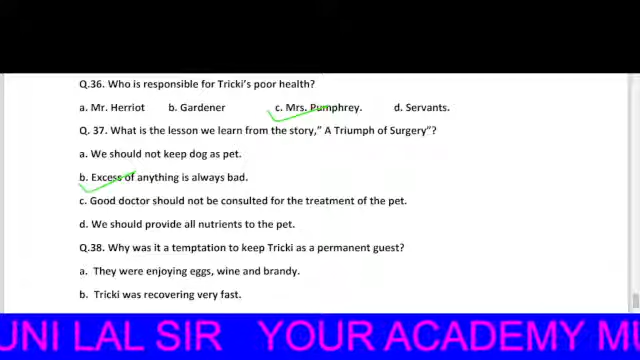 Q.36. Who is responsible for Tricki's poor health?
a. Mr. Herriot b. Gardener c. Mrs. Pumphrey. d. Servants.
Q. 37. What is the lesson we learn from the story," A Triumph of Surgery"?
a. We should not keep dog as pet.
b. Excess of anything is always bad.
c. Good doctor should not be consulted for the treatment of the pet.
d. We should provide all nutrients to the pet.
Q.38. Why was it a temptation to keep Tricki as a permanent guest?
a. They were enjoying eggs, wine and brandy.
b. Tricki was recovering very fast.
UNI LAL SIR YOUR ACADEMY MU